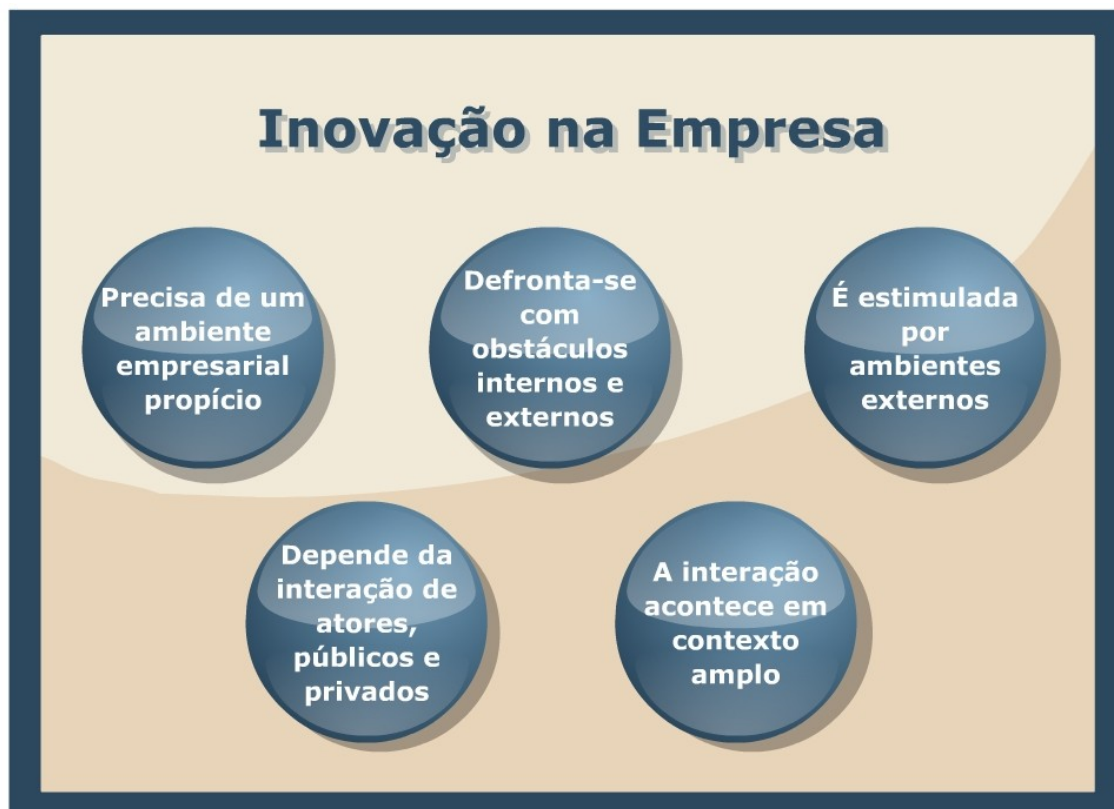 Inovação na Empresa
Precisa de um
ambiente
empresarial
propício
Defronta-se
com
obstáculos
internos e
externos
É estimulada
por
ambientes
externos
Depende da
interação de
atores,
públicos e
privados
A interação
acontece em
contexto
amplo